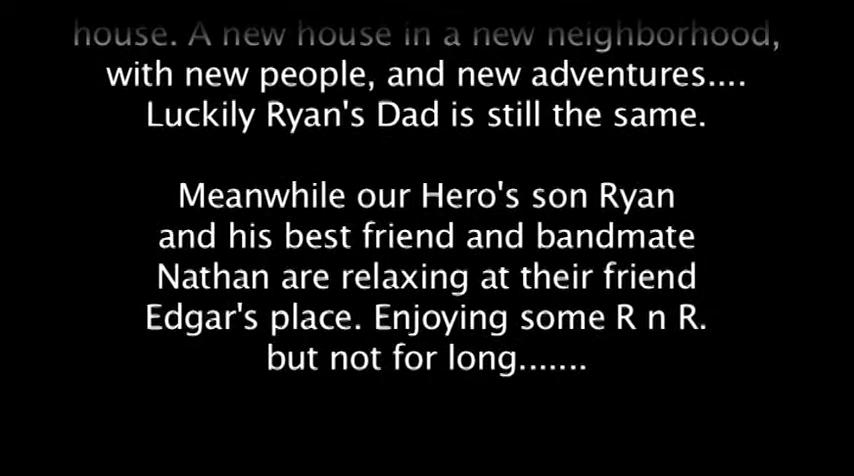 house. A new house in a new neighborhood,
with new people, and new adventures....
Luckily Ryan's Dad is still the same.
Meanwhile our Hero's son Ryan
and his best friend and bandmate
Nathan are relaxing at their friend
Edgar's place. Enjoying some R n R.
but not for long.......